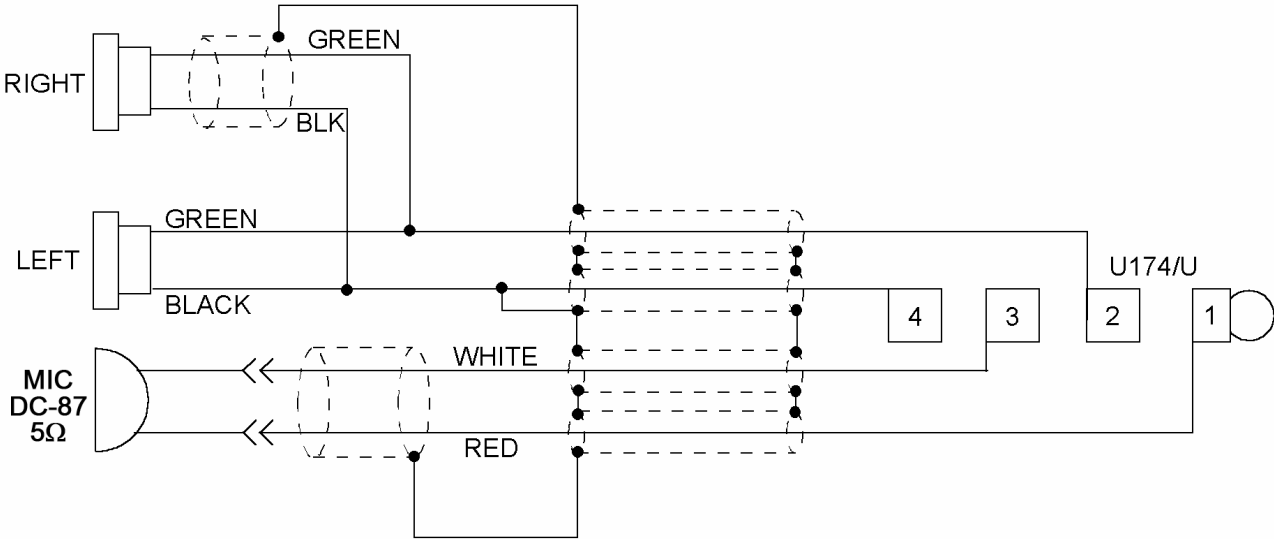 GREEN
RIGHT
BLK
GREEN
LEFT
BLACK
U174/U
4
3
2
1
WHITE
MIC
DC-87
5Ω
RED